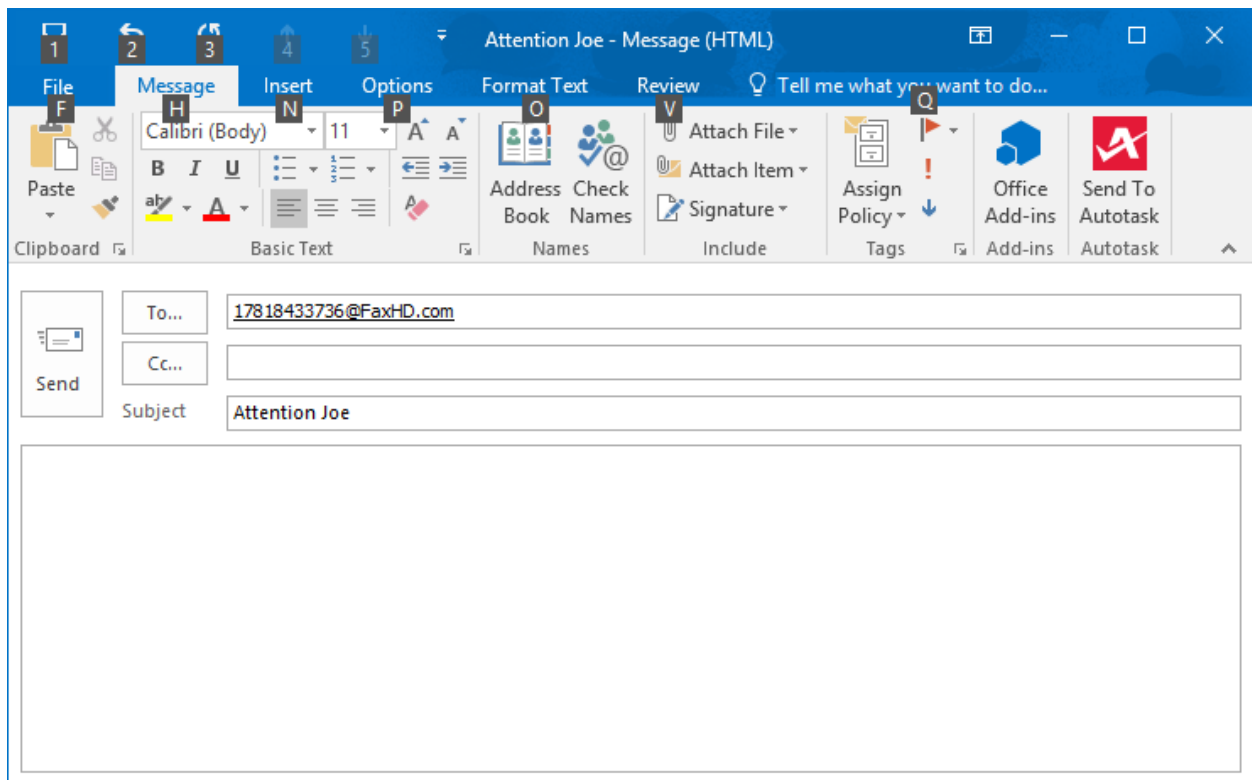 1 2 3 4 5 Attention Joe - Message (HTML)
File Message Insert Options Format Text Review Tell me what you want to do...
F H N P O V Q
Calibri (Body) 11 A A Attach File
B I U Attach Item
Paste Address Book Check Names Assign Policy Office Add-ins Send To Autotask
aby A Signature
Clipboard Basic Text Names Include Tags Add-ins Autotask
To... 17818433736@FaxHD.com
Cc...
Send
Subject Attention Joe